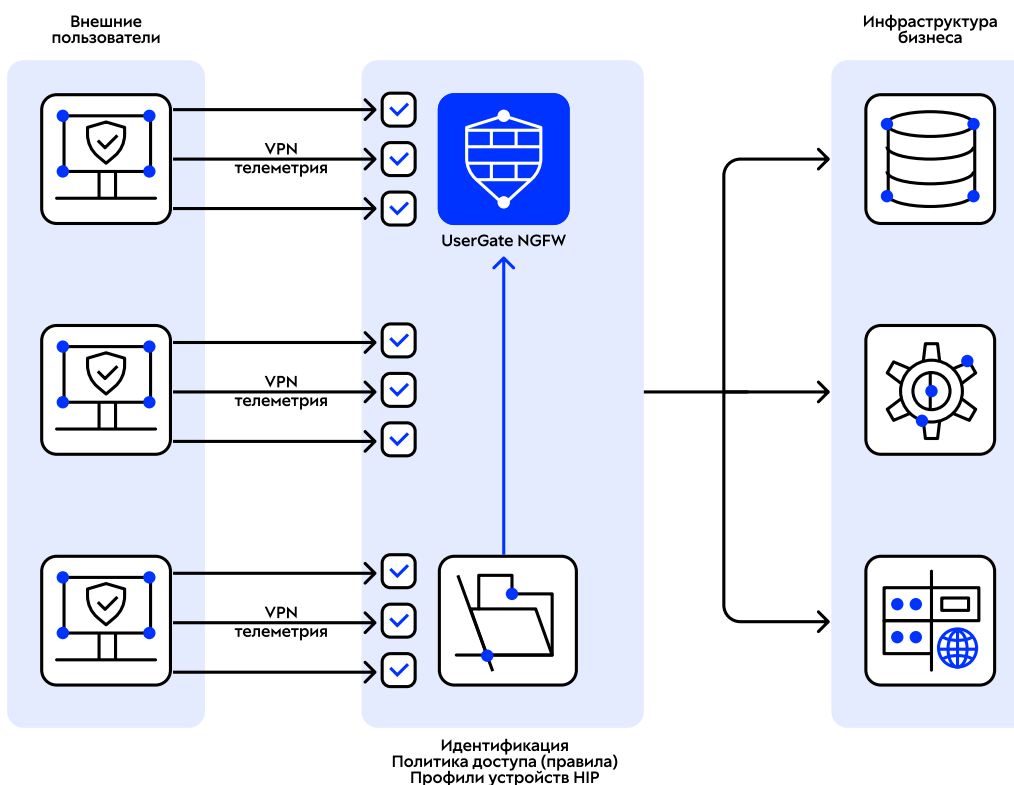 Внешние
пользователи
Инфраструктура
бизнеса
VPN
телеметрия
UserGate NGFW
VPN
телеметрия
VPN
телеметрия
Идентификация
Политика доступа (правила)
Профили устройств HIP